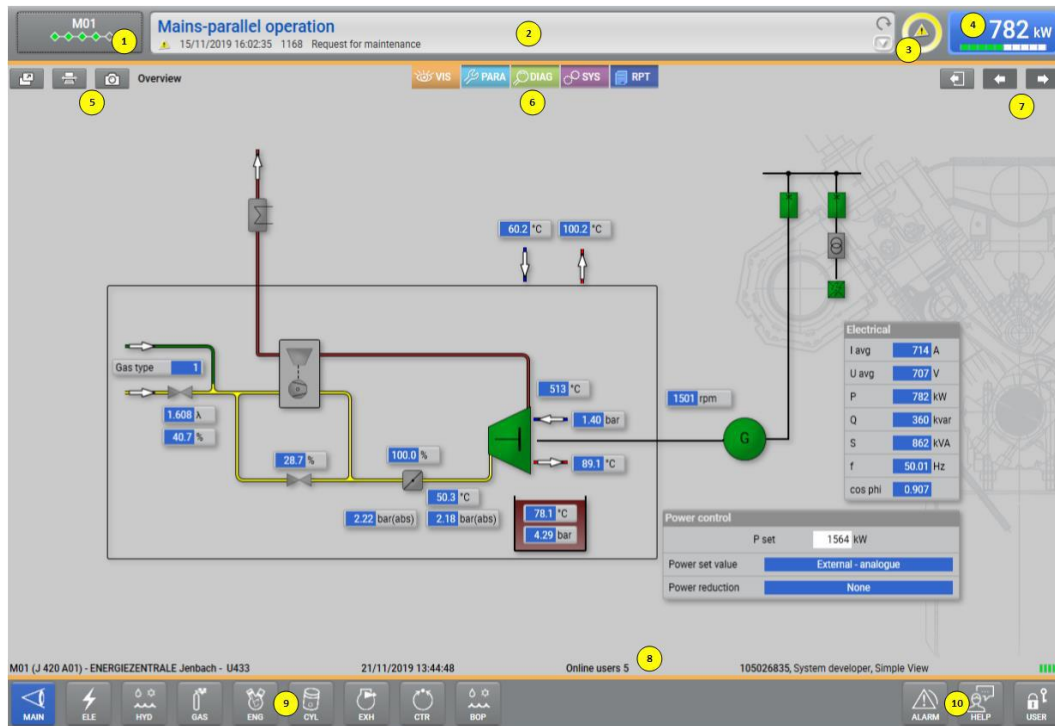 M01
1
Mains-parallel operation
15/11/2019 16:02:35 1168 Request for maintenance
2
3
4
782 kW
5
Overview
VIS
PARA
DIAG
SYS
RPT
6
7
60.2 °C
100.2 °C
Gas type 1
1.608 λ
40.7 %
28.7 %
100.0 %
50.3 °C
2.22 bar(abs)
2.18 bar(abs)
513 °C
1.40 bar
89.1 °C
78.1 °C
4.29 bar
1501 rpm
G
Electrical
I avg 714 A
U avg 707 V
P 782 kW
Q 360 kvar
S 862 kVA
f 50.01 Hz
cos phi 0.907
Power control
P set 1564 kW
Power set value External - analogue
Power reduction None
M01 (J 420 A01) - ENERGIEZENTRALE Jenbach - U433
21/11/2019 13:44:48
Online users 5
8
105026835, System developer, Simple View
MAIN
ELE
HYD
GAS
ENG
9
CYL
EXH
CTR
BOP
ALARM
10
HELP
USER